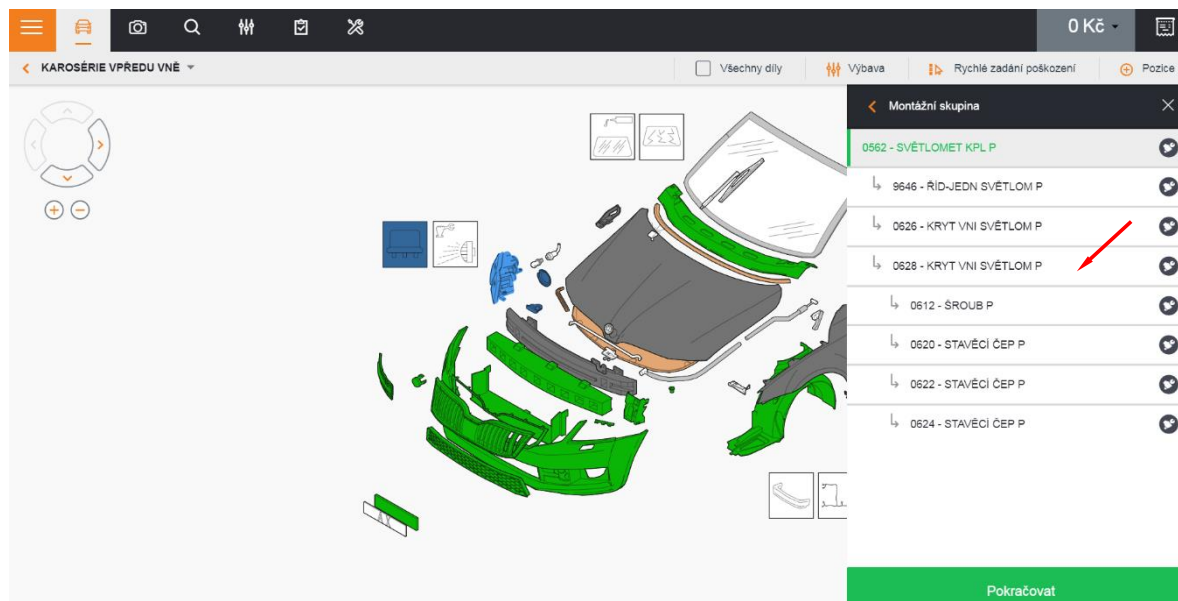 0 Kč
KAROSÉRIE VPŘEDU VNĚ
Všechny díly
Výbava
Rychlé zadání poškození
Pozice
Montážní skupina
0562 - SVĚTLOMET KPL P
9646 - ŘÍD-JEDN SVĚTLOM P
0626 - KRYT VNI SVĚTLOM P
0628 - KRYT VNI SVĚTLOM P
0612 - ŠROUB P
0620 - STAVĚCÍ ČEP P
0622 - STAVĚCÍ ČEP P
0624 - STAVĚCÍ ČEP P
Pokračovat